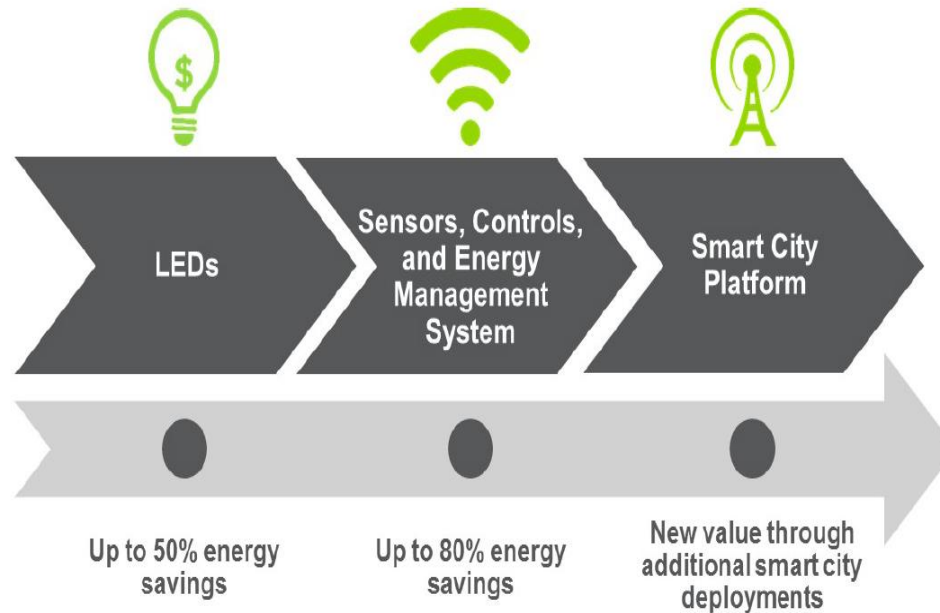 $
LEDs
Sensors, Controls,
and Energy
Management
System
Smart City
Platform
Up to 50% energy
savings
Up to 80% energy
savings
New value through
additional smart city
deployments